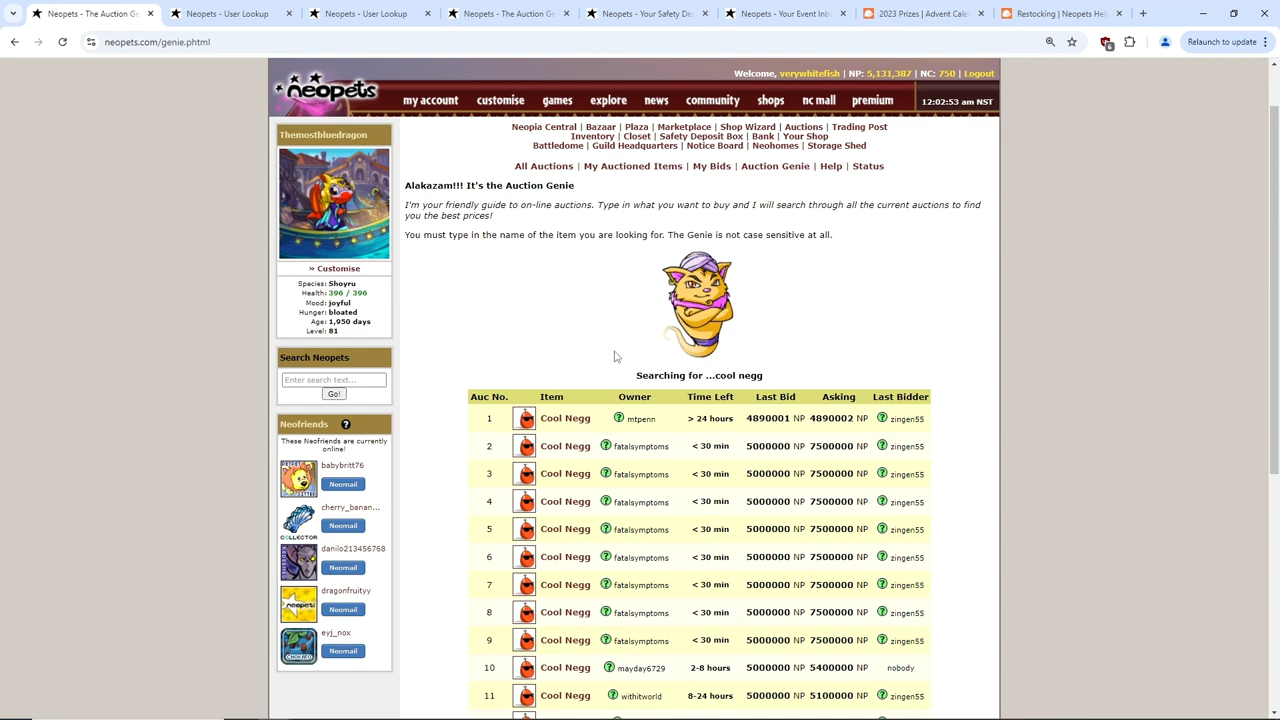 Neopets - The Auction Ge
Neopets - User Lookup
Neopets - User Lookup
Neopets - The Auction Ge
Neopets - Your Safety De
Neopets - Your Event Inb
2023 Prizes | Advent Cale
Restocking | Neopets Hel
neopets.com/genie.phtml
6
Relaunch to update
neopets
Welcome, verywhitefish | NP: 5,131,387 | NC: 750 | Logout
my account customise games explore news community shops nc mall premium 12:02:53 am NST
Themostbluedragon
» Customise
Species: Shoyru
Health: 396 / 396
Mood: joyful
Hunger: bloated
Age: 1,950 days
Level: 81
Search Neopets
Enter search text...
Go!
Neofriends ?
These Neofriends are currently
online!
babybritt76
Neomail
cherry_banan...
Neomail
COLLECTOR
danilo213456768
Neomail
dragonfruityy
neopets
Neomail
eyj_nox
Neomail
Neopia Central | Bazaar | Plaza | Marketplace | Shop Wizard | Auctions | Trading Post
Inventory | Closet | Safety Deposit Box | Bank | Your Shop
Battledome | Guild Headquarters | Notice Board | Neohomes | Storage Shed
All Auctions | My Auctioned Items | My Bids | Auction Genie | Help | Status
Alakazam!!! It's the Auction Genie
I'm your friendly guide to on-line auctions. Type in what you want to buy and I will search through all the current auctions to find
you the best prices!
You must type in the name of the item you are looking for. The Genie is not case sensitive at all.
Searching for ...cool negg
Auc No. Item Owner Time Left Last Bid Asking Last Bidder
1 Cool Negg ? mtpenn > 24 hours 4890001 NP 4890002 NP ? zingen55
2 Cool Negg ? fatalsymptoms < 30 min 5000000 NP 7500000 NP ? zingen55
3 Cool Negg ? fatalsymptoms < 30 min 5000000 NP 7500000 NP ? zingen55
4 Cool Negg ? fatalsymptoms < 30 min 5000000 NP 7500000 NP ? zingen55
5 Cool Negg ? fatalsymptoms < 30 min 5000000 NP 7500000 NP ? zingen55
6 Cool Negg ? fatalsymptoms < 30 min 5000000 NP 7500000 NP ? zingen55
7 Cool Negg ? fatalsymptoms < 30 min 5000000 NP 7500000 NP ? zingen55
8 Cool Negg ? fatalsymptoms < 30 min 5000000 NP 7500000 NP ? zingen55
9 Cool Negg ? fatalsymptoms < 30 min 5000000 NP 7500000 NP ? zingen55
10 Cool Negg ? mayday6729 2-8 hours 5000000 NP 5400000 NP nobody
11 Cool Negg ? withitworld 8-24 hours 5000000 NP 5100000 NP ? zingen55